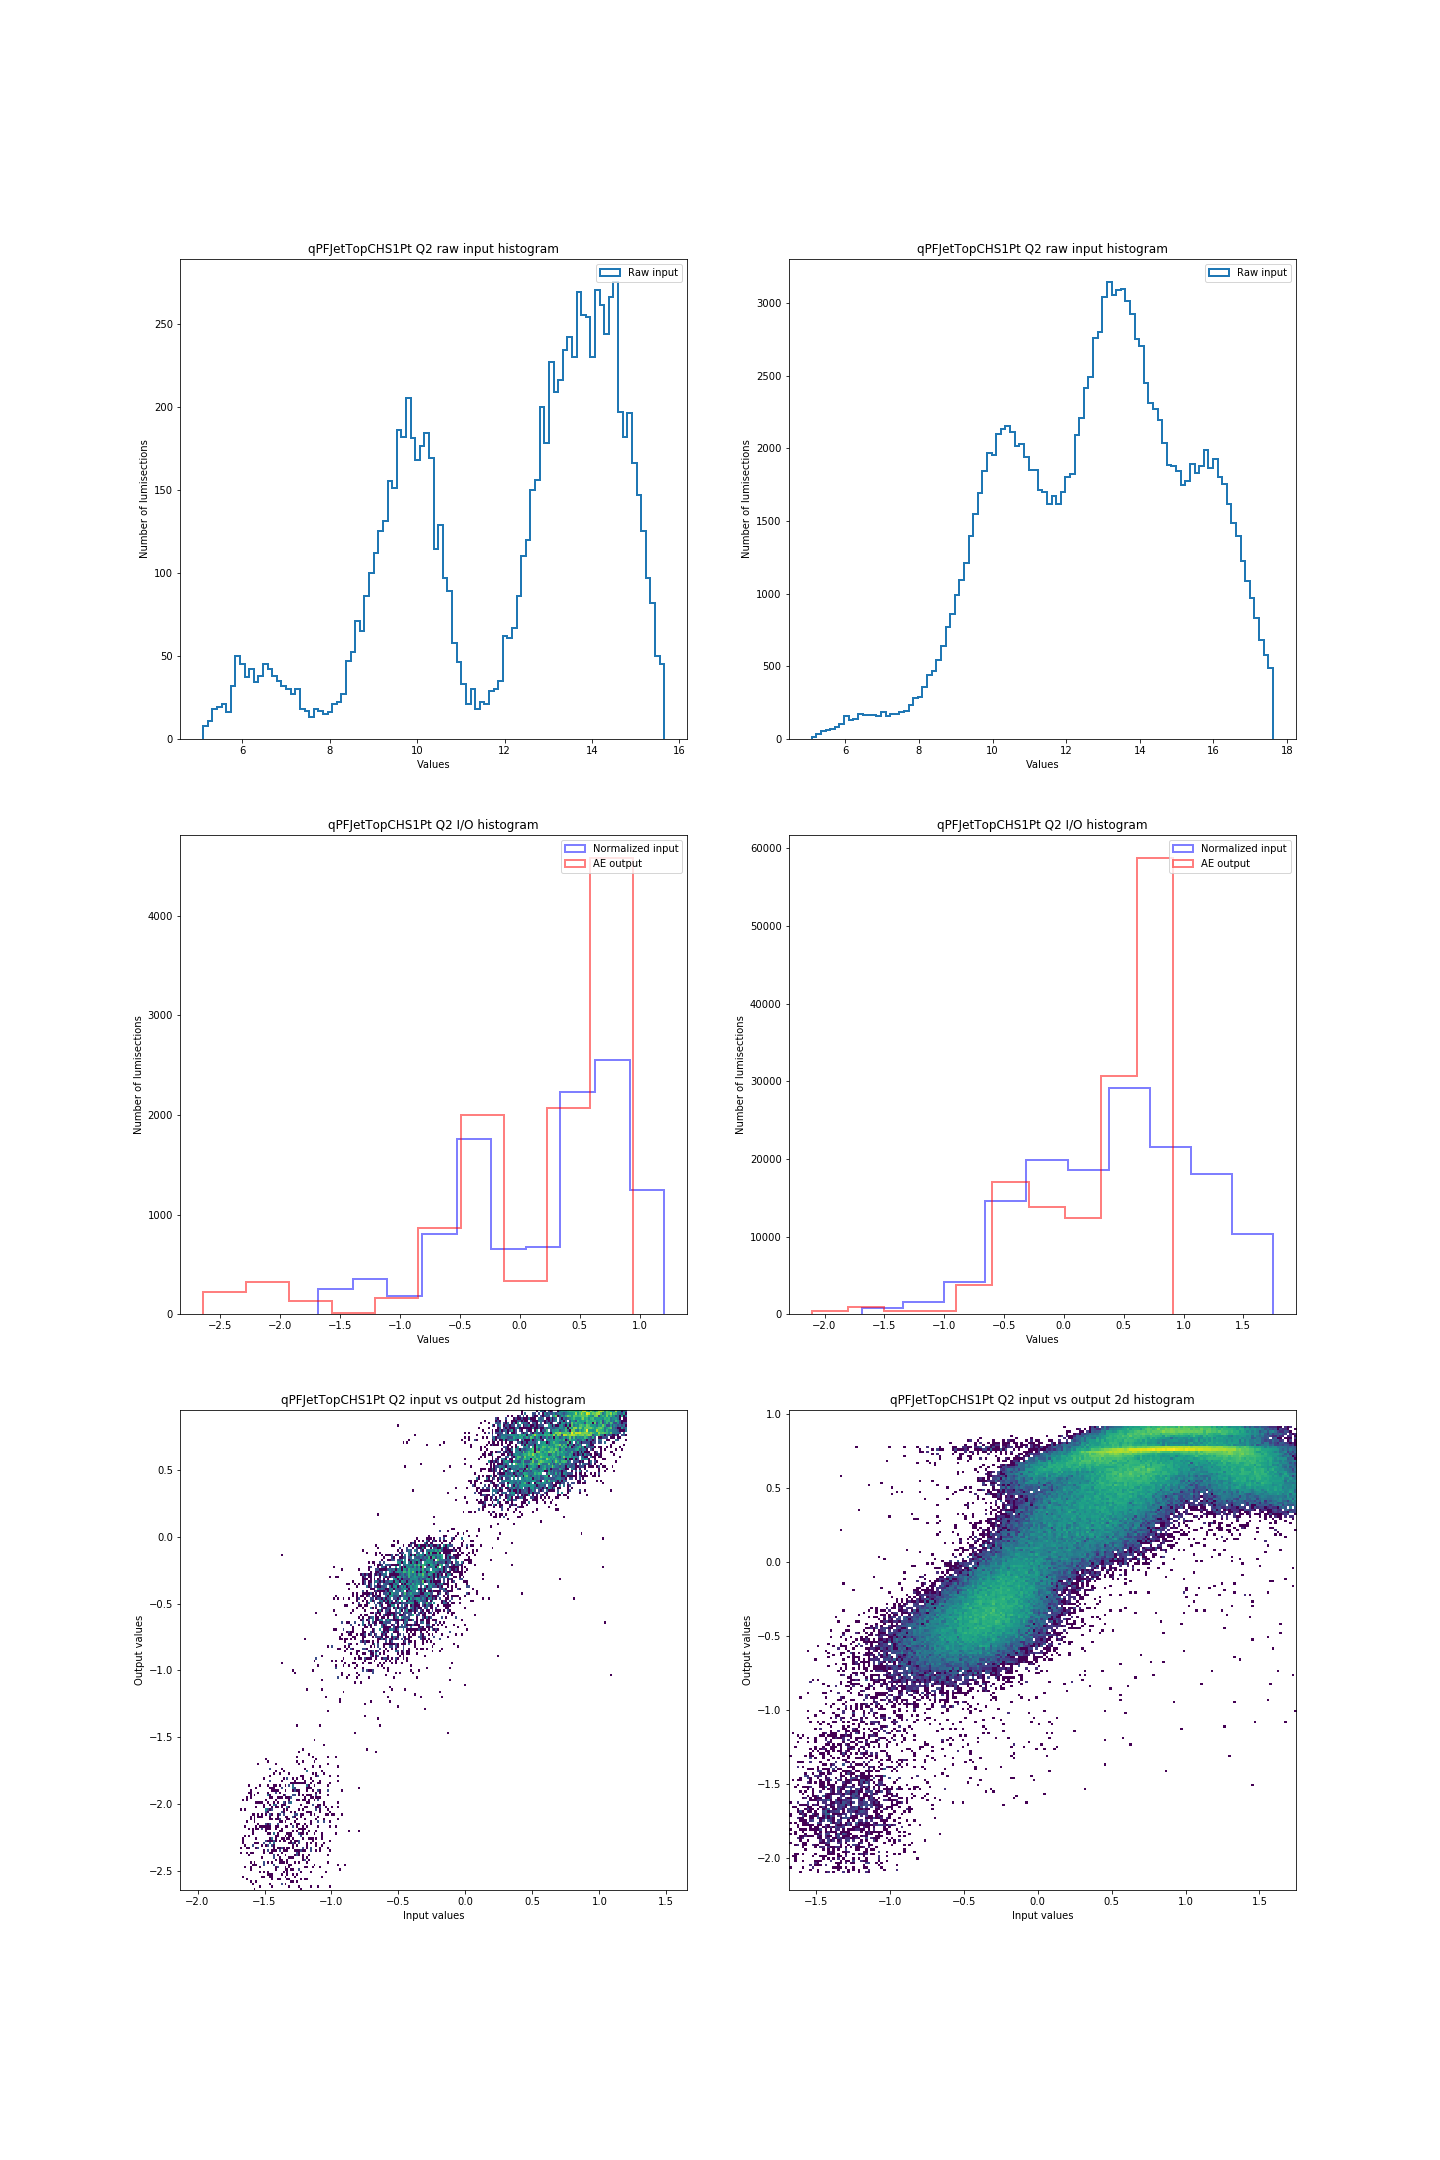 qPFJetTopCHS1Pt Q2 raw input histogram
Raw input
Number of lumisections
250
200
150
100
50
0
6 8 10 12 14 16
Values
qPFJetTopCHS1Pt Q2 raw input histogram
Raw input
Number of lumisections
3000
2500
2000
1500
1000
500
0
6 8 10 12 14 16 18
Values
qPFJetTopCHS1Pt Q2 I/O histogram
Normalized input
AE output
Number of lumisections
4000
3000
2000
1000
0
−2.5 −2.0 −1.5 −1.0 −0.5 0.0 0.5 1.0
Values
qPFJetTopCHS1Pt Q2 I/O histogram
Normalized input
AE output
Number of lumisections
60000
50000
40000
30000
20000
10000
0
−2.0 −1.5 −1.0 −0.5 0.0 0.5 1.0 1.5
Values
qPFJetTopCHS1Pt Q2 input vs output 2d histogram
Output values
0.5
0.0
−0.5
−1.0
−1.5
−2.0
−2.5
−2.0 −1.5 −1.0 −0.5 0.0 0.5 1.0 1.5
Input values
qPFJetTopCHS1Pt Q2 input vs output 2d histogram
Output values
1.0
0.5
0.0
−0.5
−1.0
−1.5
−2.0
−1.5 −1.0 −0.5 0.0 0.5 1.0 1.5
Input values